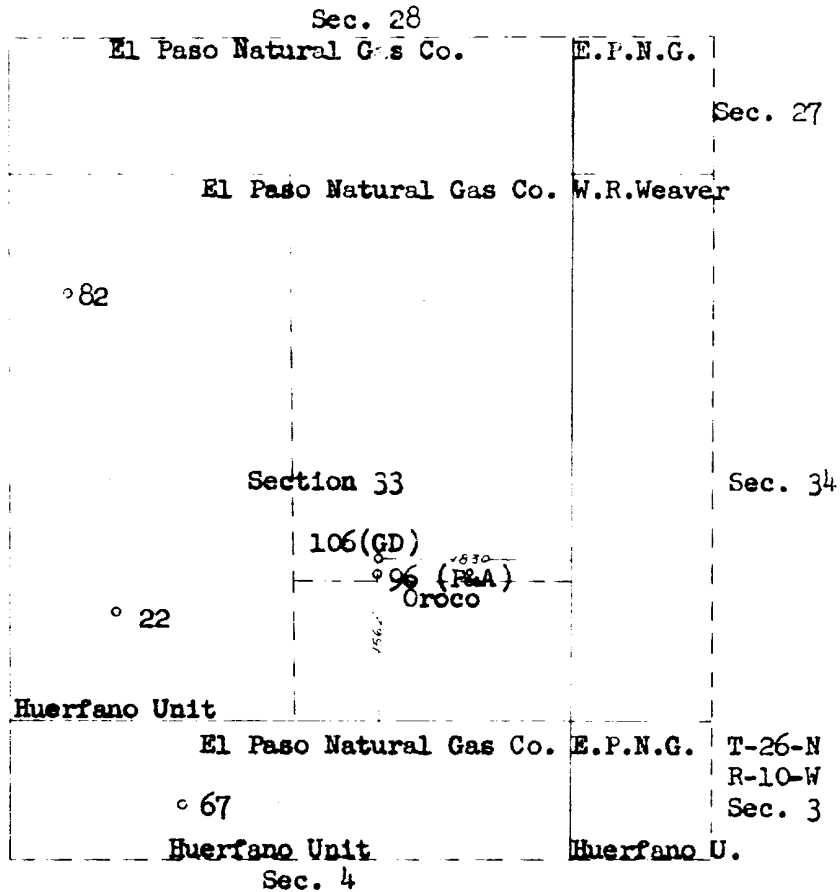 Sec. 28
El Paso Natural Gas Co. E.P.N.G.
Sec. 27
El Paso Natural Gas Co. W.R.Weaver
82
Section 33
Sec. 34
106(GD)
1830
96 (P&A)
Oroco
22
Huerfano Unit
El Paso Natural Gas Co. E.P.N.G. T-26-N
R-10-W
67
Sec. 3
Huerfano Unit Huerfano U.
Sec. 4